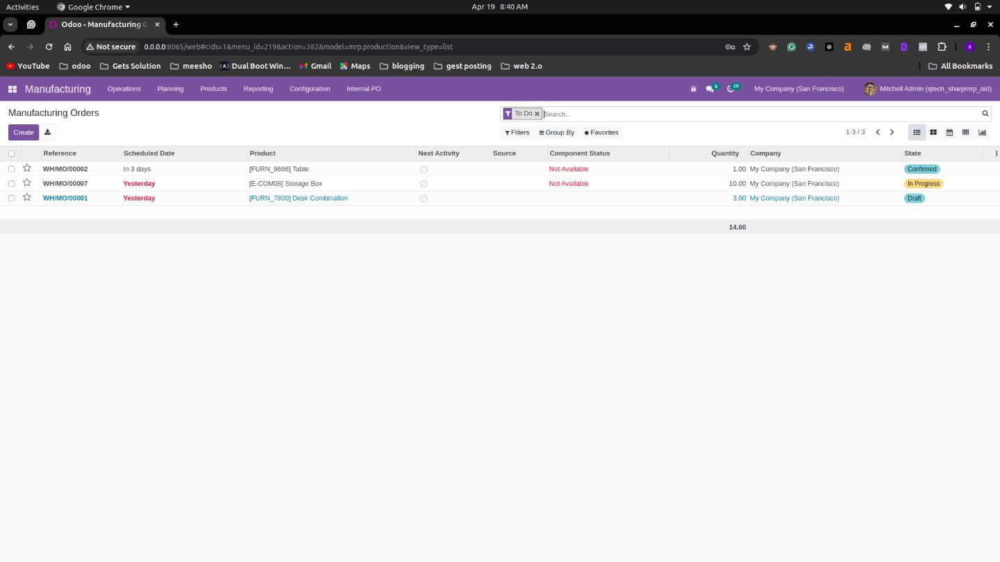 Activities Google Chrome Apr 19 8:40 AM
Odoo - Manufacturing O
Not secure 0.0.0.0:8065/web#cids=1&menu_id=219&action=382&model=mrp.production&view_type=list
YouTube odoo Gets Solution meesho Dual Boot Win... Gmail Maps blogging gest posting web 2.o All Bookmarks
Manufacturing Operations Planning Products Reporting Configuration Internal PO 5 10 My Company (San Francisco) Mitchell Admin (qtech_sharpmrp_old)
Manufacturing Orders To Do Search...
Create Filters Group By Favorites 1-3 / 3
Reference Scheduled Date Product Next Activity Source Component Status Quantity Company State
WH/MO/00002 In 3 days [FURN_9666] Table Not Available 1.00 My Company (San Francisco) Confirmed
WH/MO/00007 Yesterday [E-COM08] Storage Box Not Available 10.00 My Company (San Francisco) In Progress
WH/MO/00001 Yesterday [FURN_7800] Desk Combination 3.00 My Company (San Francisco) Draft
14.00